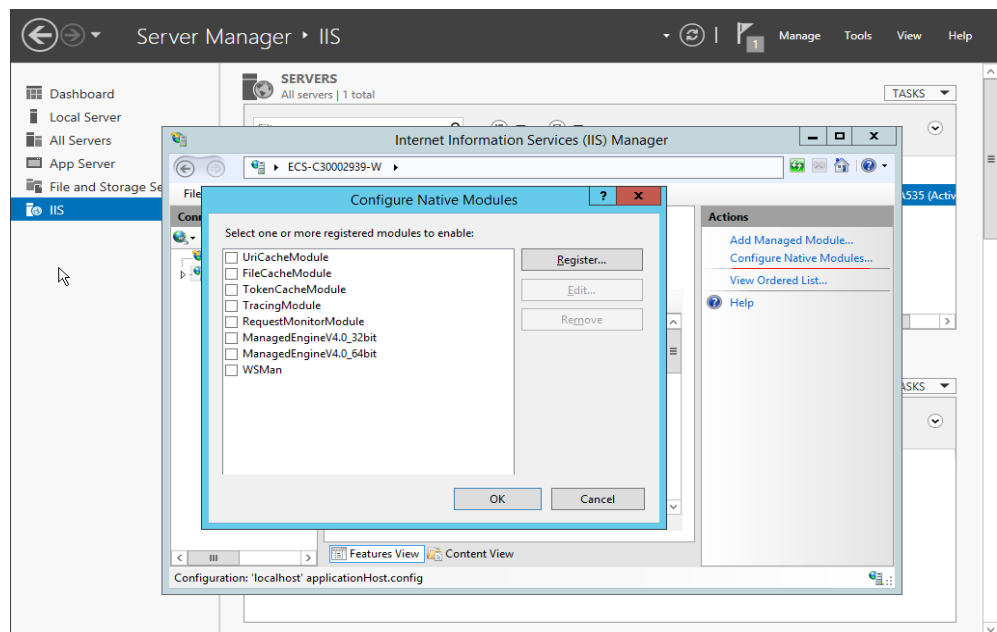 Server Manager ‣ IIS
1
Manage Tools View Help
Dashboard
Local Server
All Servers
App Server
File and Storage Se
IIS
SERVERS
All servers | 1 total
TASKS
Internet Information Services (IIS) Manager
ECS-C30002939-W
File
Configure Native Modules
? x
Select one or more registered modules to enable:
UriCacheModule
FileCacheModule
TokenCacheModule
TracingModule
RequestMonitorModule
ManagedEngineV4.0_32bit
ManagedEngineV4.0_64bit
WSMan
Register...
Edit...
Remove
OK Cancel
Actions
Add Managed Module...
Configure Native Modules...
View Ordered List...
Help
A535 (Activ
ASKS
Features View Content View
Configuration: 'localhost' applicationHost.config